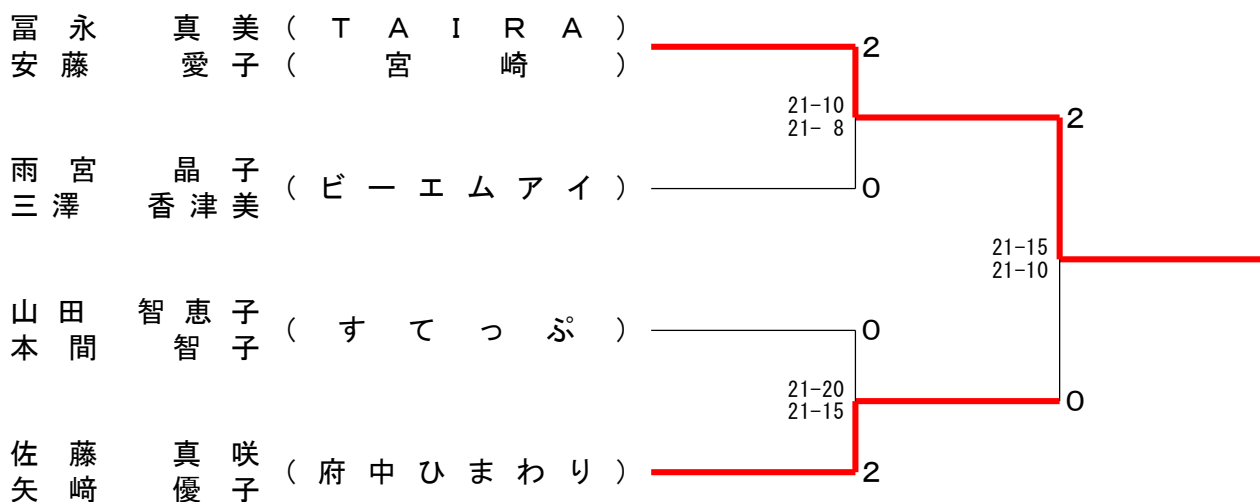 冨永 真美(TAIRA)
安藤 愛子(宮崎)
2
21-10
21- 8
2
雨宮 晶子
三澤 香津美
(ビーエムアイ)
0
21-15
21-10
山田 智恵子
本間 智子
(すてっぷ)
0
21-20
21-15
0
佐藤 真咲
矢﨑 優子
(府中ひまわり)
2